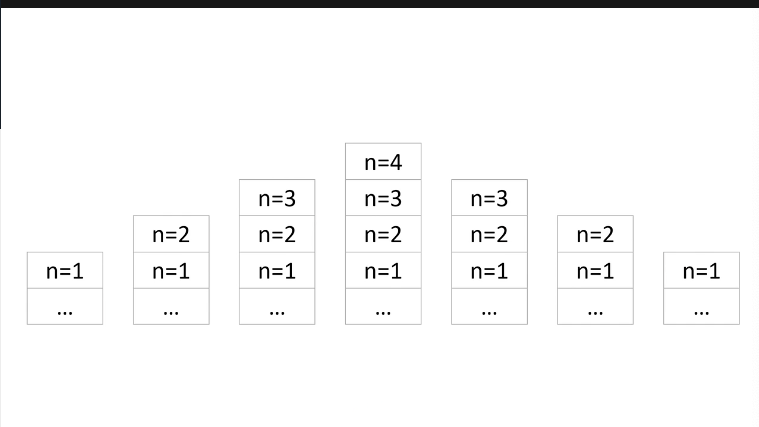 n=4
n=3 n=3 n=3
n=2 n=2 n=2 n=2 n=2
n=1 n=1 n=1 n=1 n=1 n=1 n=1
... ... ... ... ... ... ...